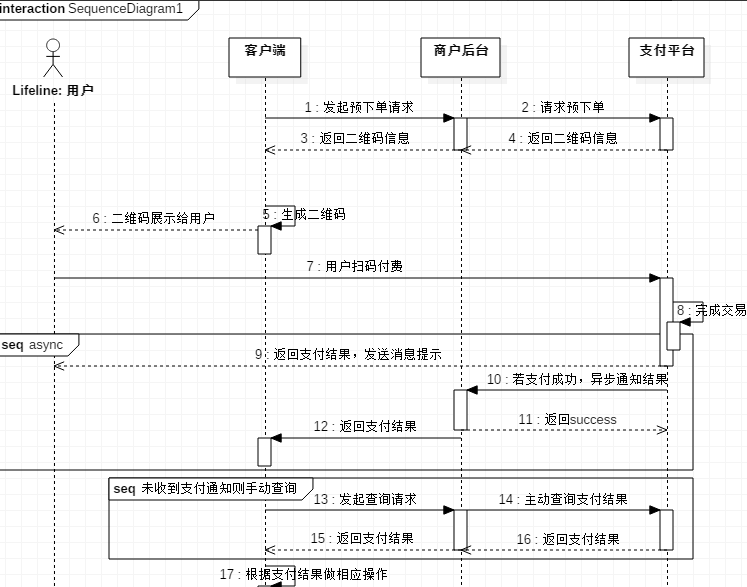 interaction SequenceDiagram1
客户端
商户后台
支付平台
Lifeline: 用户
1 : 发起预下单请求
2 : 请求预下单
3 : 返回二维码信息
4 : 返回二维码信息
5 : 生成二维码
6 : 二维码展示给用户
7 : 用户扫码付费
8 : 完成交易
seq async
9 : 返回支付结果，发送消息提示
10 : 若支付成功，异步通知结果
11 : 返回success
12 : 返回支付结果
seq 未收到支付通知则手动查询
13 : 发起查询请求
14 : 主动查询支付结果
15 : 返回支付结果
16 : 返回支付结果
17 : 根据支付结果做相应操作